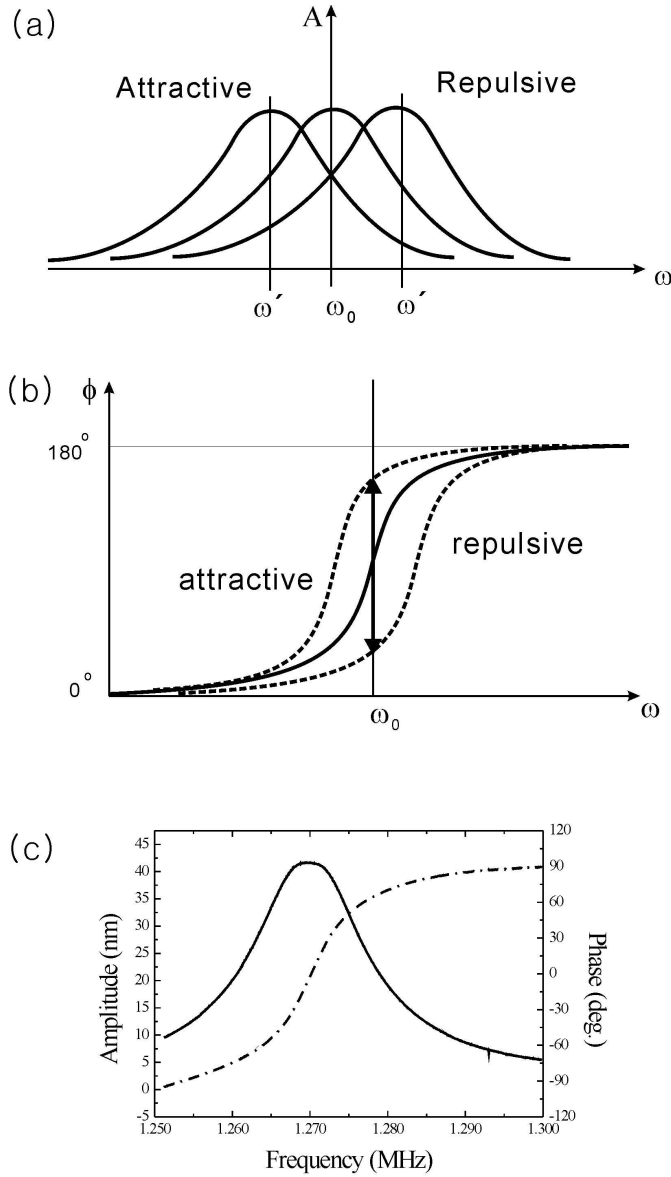 (a)
A
Attractive
Repulsive
ω´
ω0
ω´
ω
(b)
ϕ
180°
attractive
repulsive
0°
ω0
ω
(c)
45
40
35
30
25
20
15
10
5
0
-5
Amplitude (nm)
120
90
60
30
0
-30
-60
-90
-120
Phase (deg.)
1.250 1.260 1.270 1.280 1.290 1.300
Frequency (MHz)